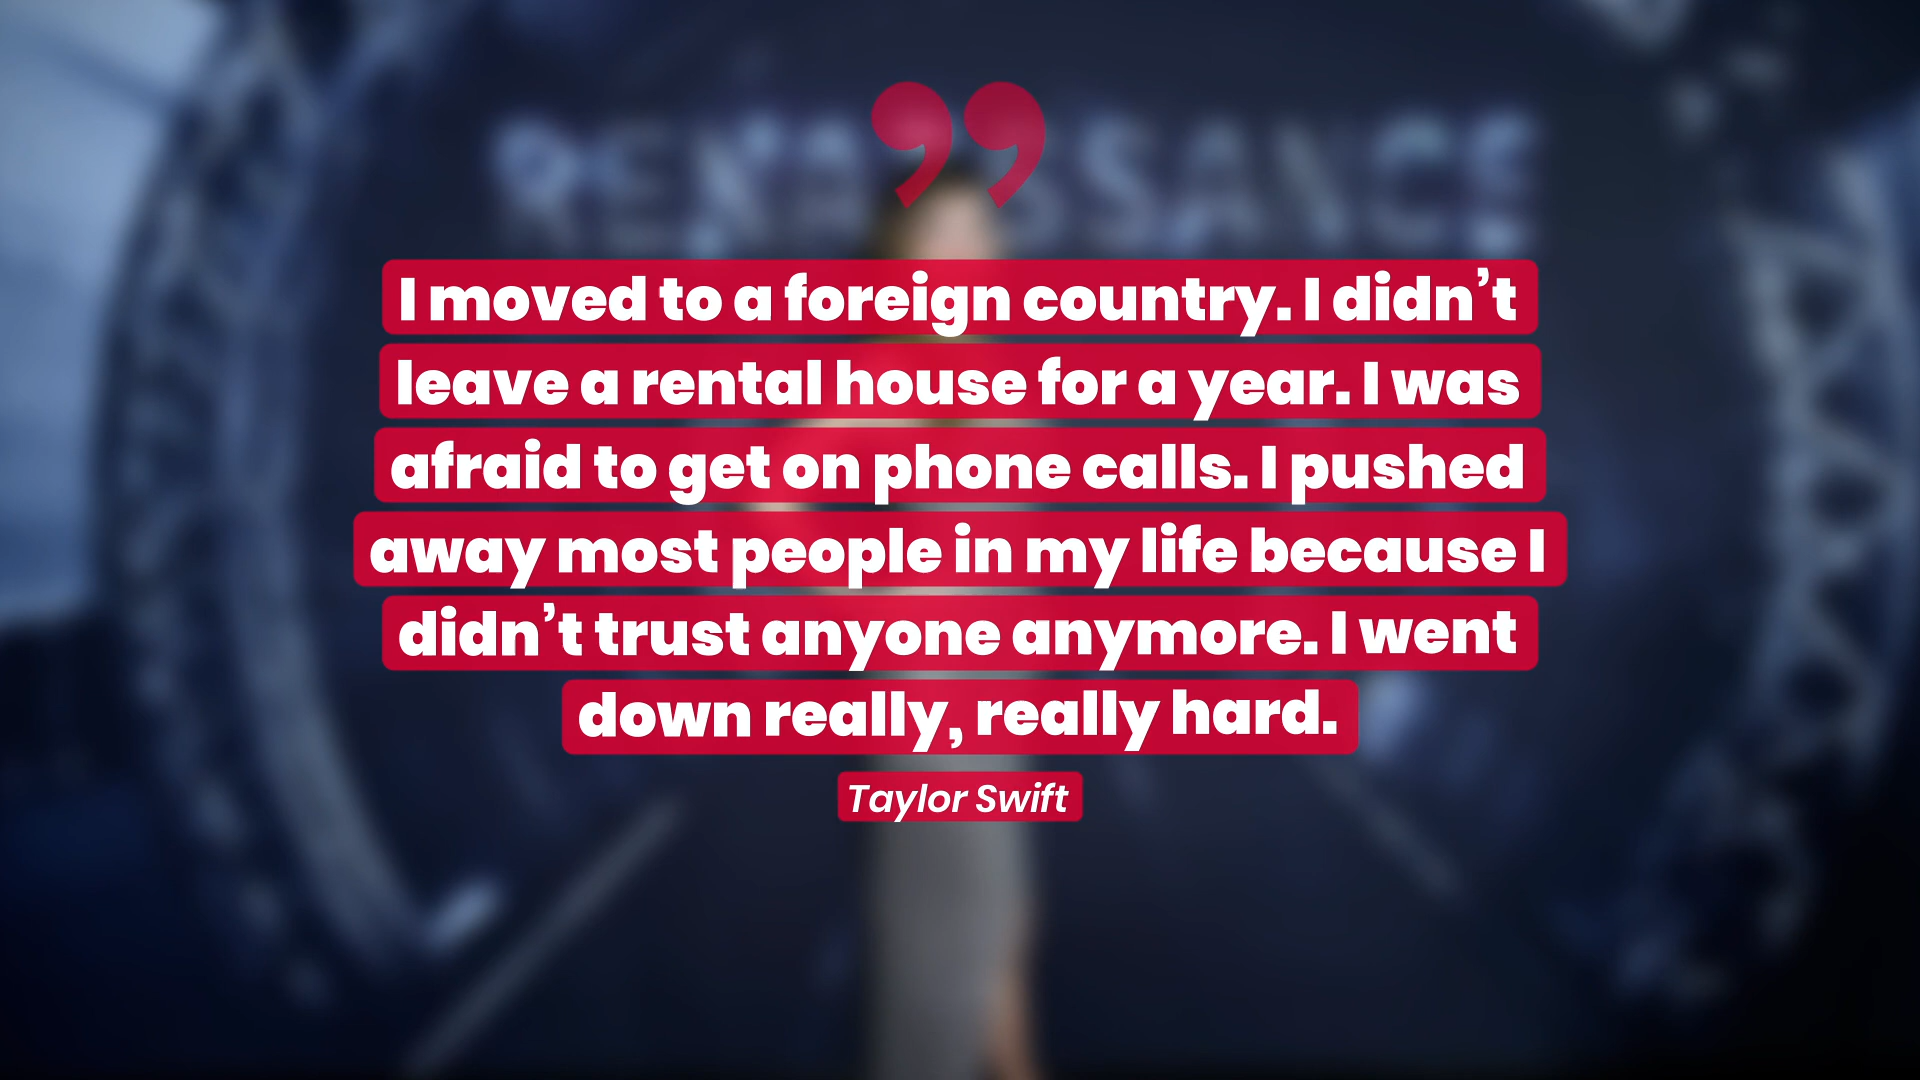 RENAISSANCE
”
I moved to a foreign country. I didn’t
leave a rental house for a year. I was
afraid to get on phone calls. I pushed
away most people in my life because I
didn’t trust anyone anymore. I went
down really, really hard.
Taylor Swift